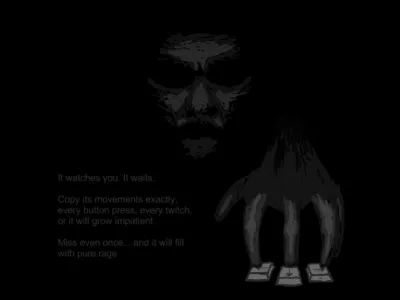 It watches you. It waits.
Copy its movements exactly,
every button press, every twitch,
or it will grow impatient.
Miss even once... and it will fill
with pure rage